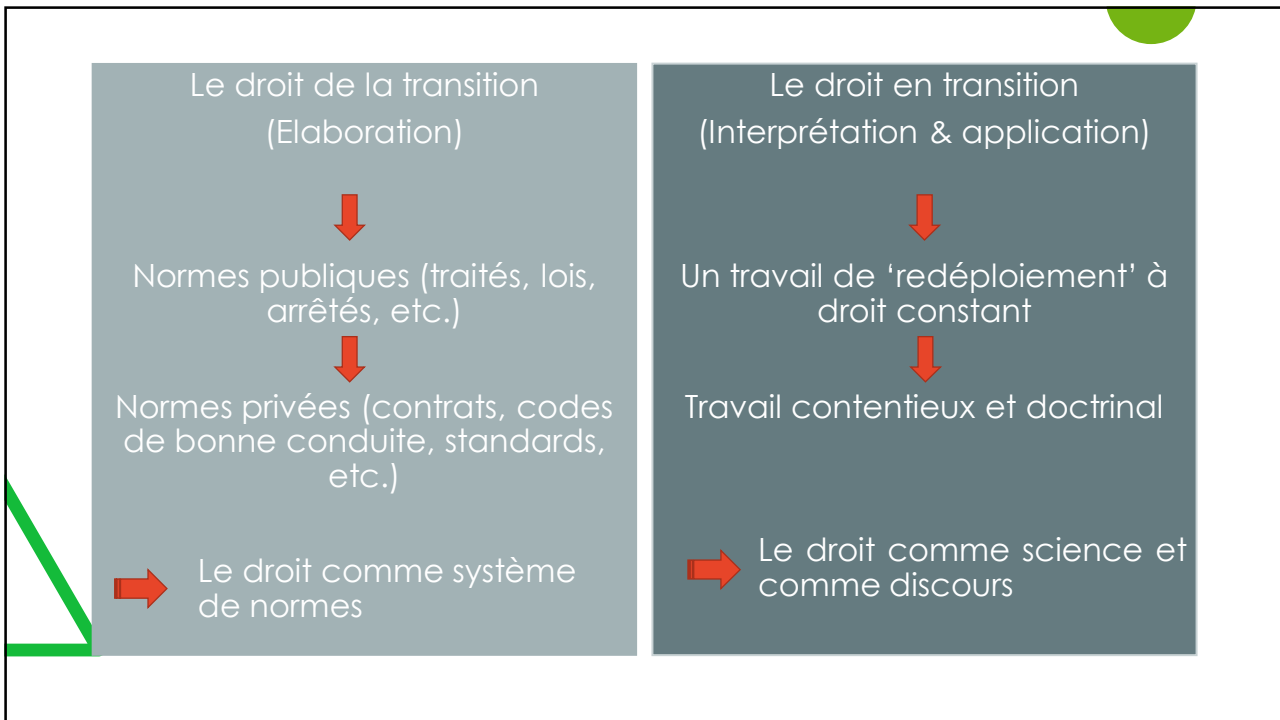 Le droit de la transition
(Elaboration)
Normes publiques (traités, lois,
arrêtés, etc.)
Normes privées (contrats, codes
de bonne conduite, standards,
etc.)
Le droit comme système
de normes
Le droit en transition
(Interprétation & application)
Un travail de ‘redéploiement’ à
droit constant
Travail contentieux et doctrinal
Le droit comme science et
comme discours